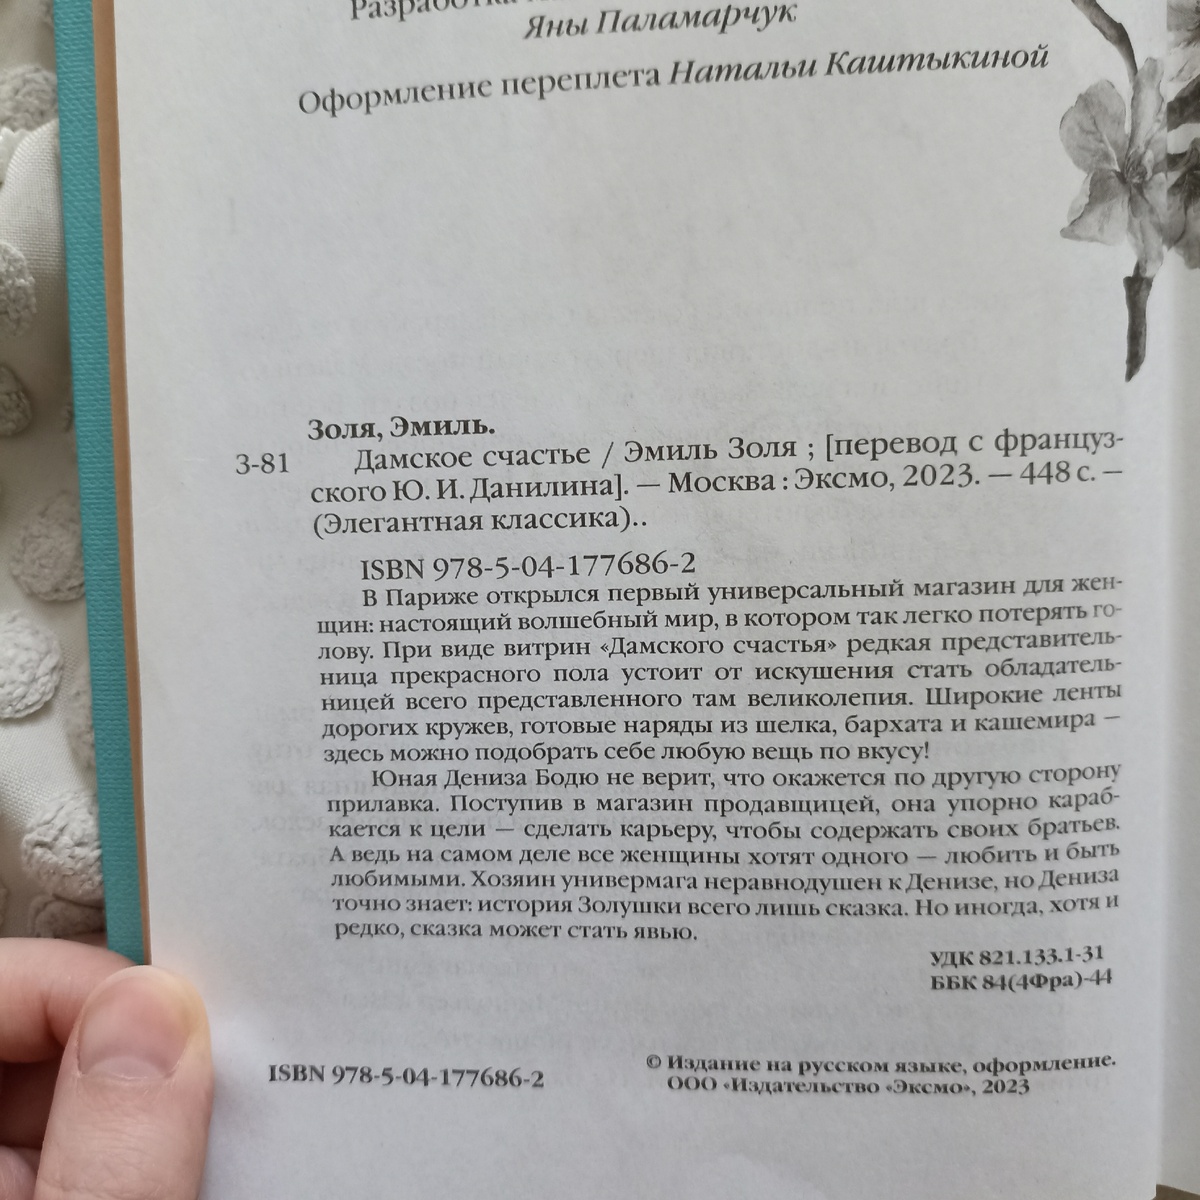 Разработка
Яны Паламарчук
Оформление переплета Натальи Каштыкиной
Золя, Эмиль.
З-81 Дамское счастье / Эмиль Золя ; [перевод с француз-
ского Ю. И. Данилина]. — Москва : Эксмо, 2023. — 448 с. —
(Элегантная классика)..
ISBN 978-5-04-177686-2
В Париже открылся первый универсальный магазин для жен-
щин: настоящий волшебный мир, в котором так легко потерять го-
лову. При виде витрин «Дамского счастья» редкая представитель-
ница прекрасного пола устоит от искушения стать обладатель-
ницей всего представленного там великолепия. Широкие ленты
дорогих кружев, готовые наряды из шелка, бархата и кашемира —
здесь можно подобрать себе любую вещь по вкусу!
Юная Дениза Бодю не верит, что окажется по другую сторону
прилавка. Поступив в магазин продавщицей, она упорно караб-
кается к цели — сделать карьеру, чтобы содержать своих братьев.
А ведь на самом деле все женщины хотят одного — любить и быть
любимыми. Хозяин универмага неравнодушен к Денизе, но Дениза
точно знает: история Золушки всего лишь сказка. Но иногда, хотя и
редко, сказка может стать явью.
УДК 821.133.1-31
ББК 84(4Фра)-44
ISBN 978-5-04-177686-2
© Издание на русском языке, оформление.
ООО «Издательство «Эксмо», 2023